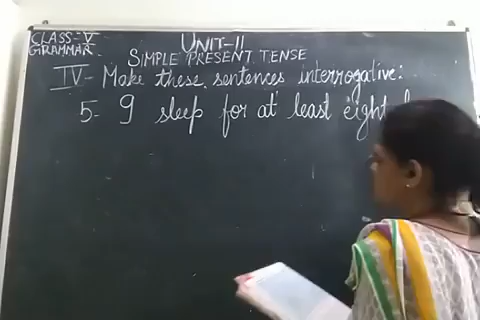 CLASS-V
GRAMMAR
UNIT-II
SIMPLE PRESENT TENSE
IV- Make these sentences interrogative:
5- I sleep for at least eight